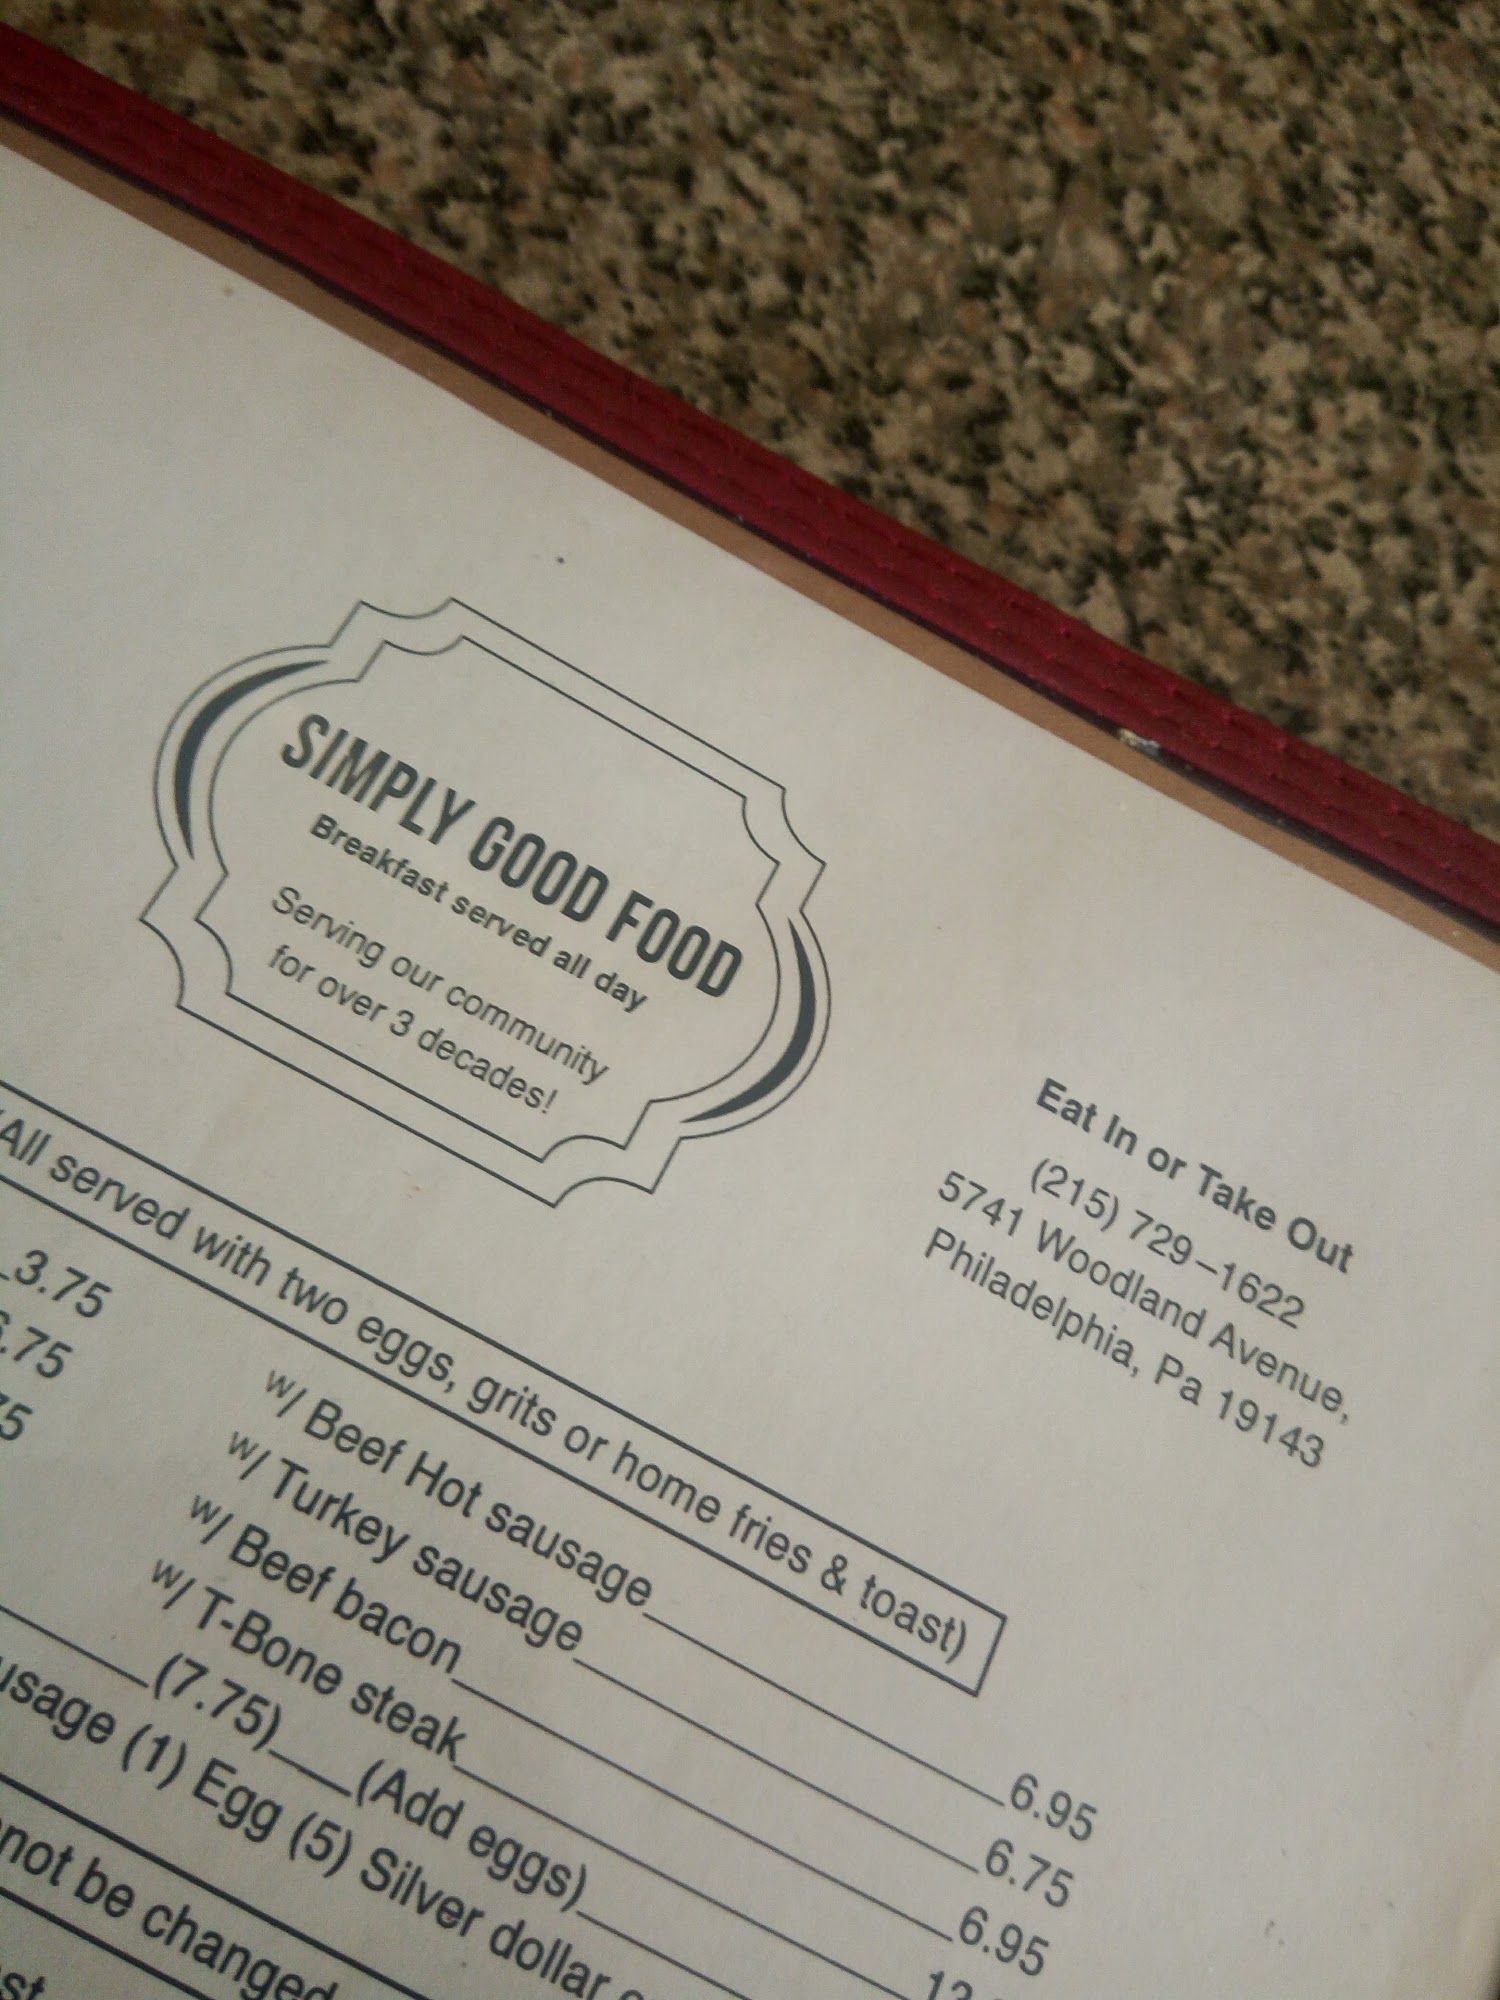 SIMPLY GOOD FOOD
Breakfast served all day
Serving our community
for over 3 decades!
Eat In or Take Out
(215) 729-1622
5741 Woodland Avenue,
Philadelphia, Pa 19143
(All served with two eggs, grits or home fries & toast)
3.75
.75
w/ Beef Hot sausage 6.95
w/ Turkey sausage 6.75
w/ Beef bacon 6.95
w/ T-Bone steak
(7.75) (Add eggs)
(1) Egg (5) Silver dollar
be changed